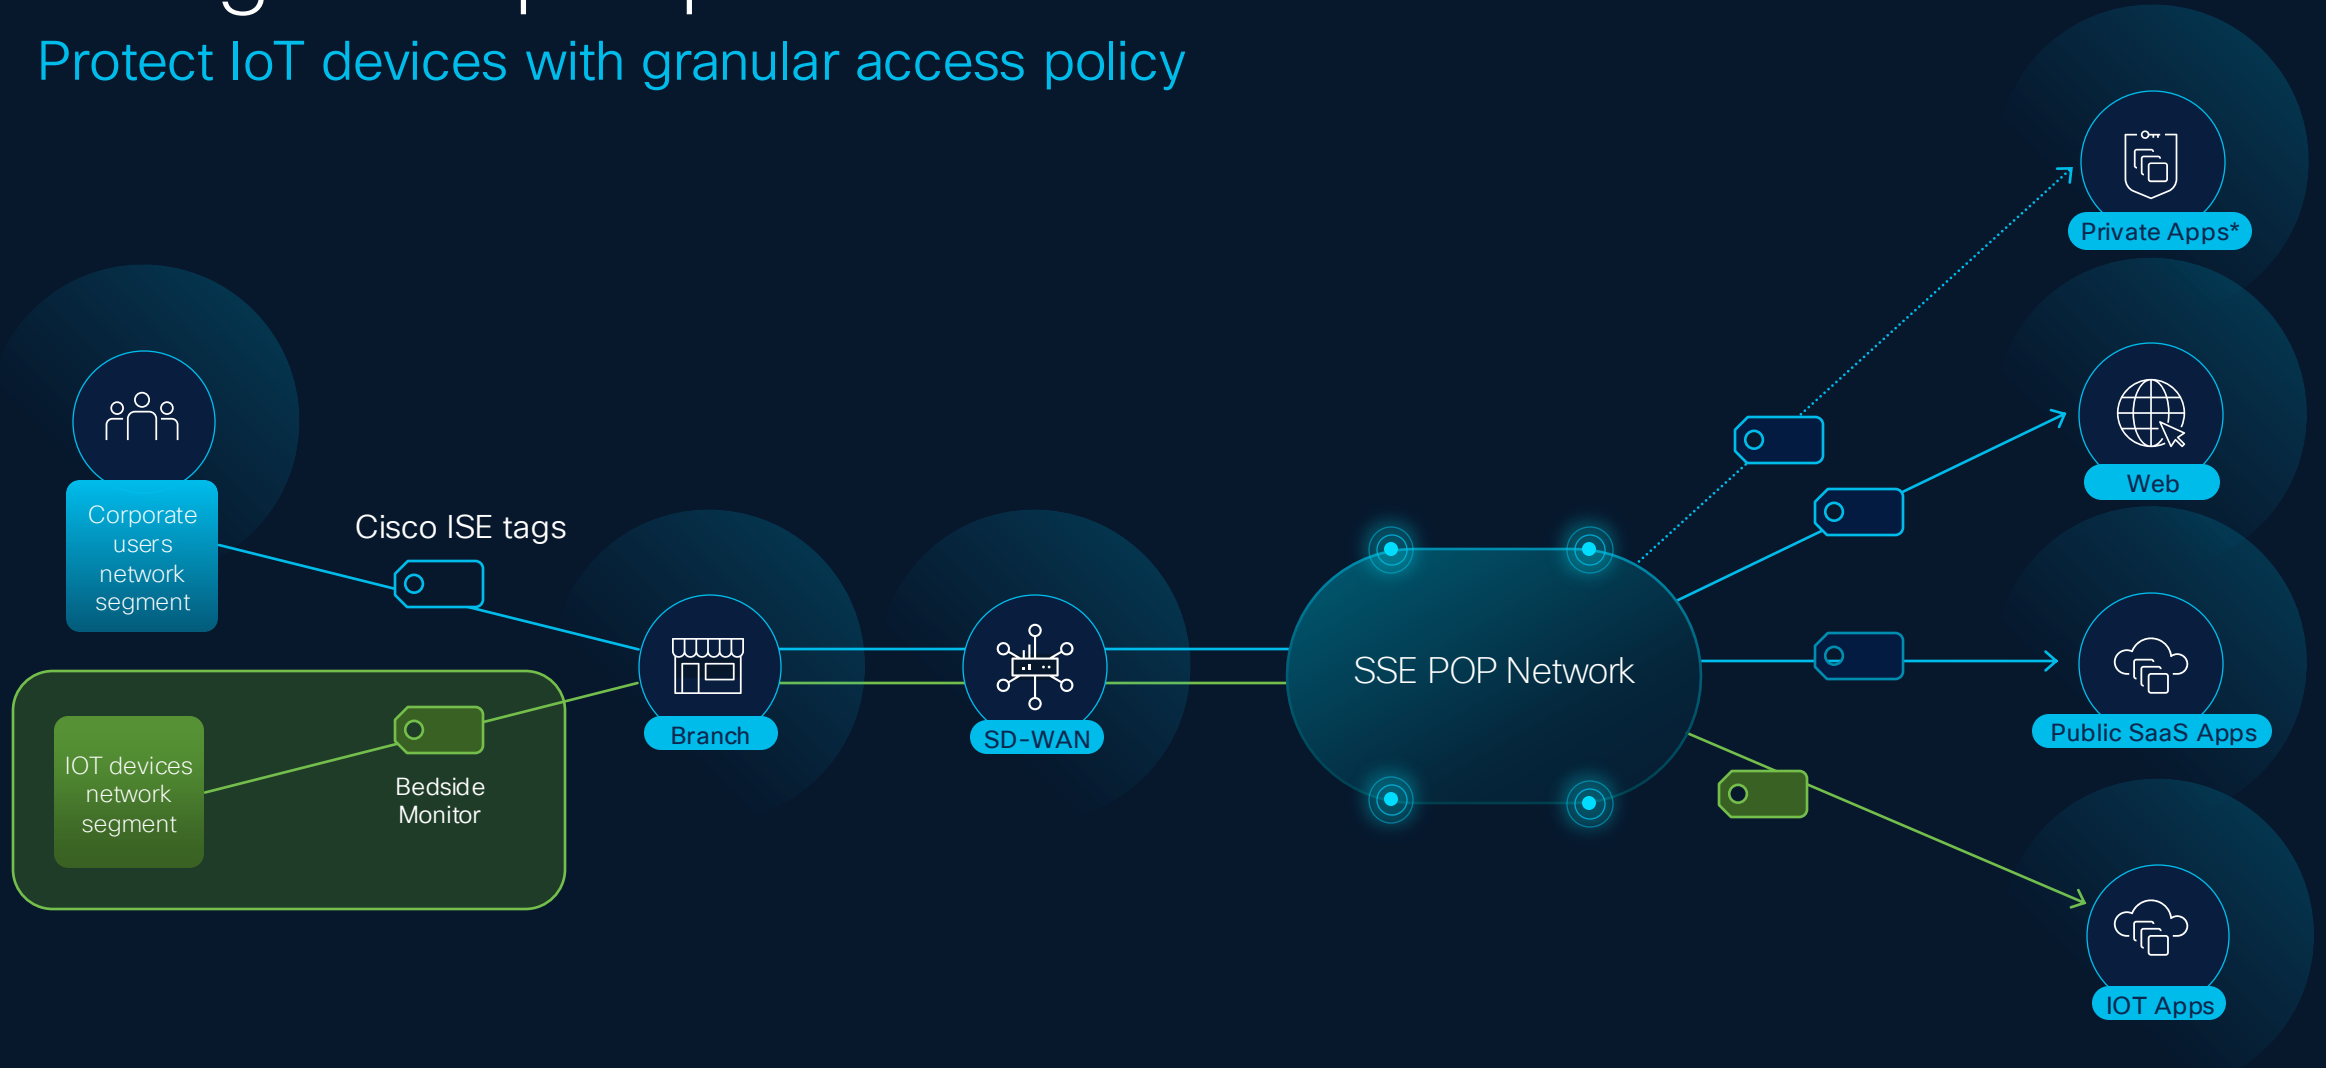 Protect IoT devices with granular access policy
Private Apps*
Web
Corporate
users
network
segment
Cisco ISE tags
SSE POP Network
Branch
SD-WAN
Public SaaS Apps
IOT devices
network
segment
Bedside
Monitor
IOT Apps